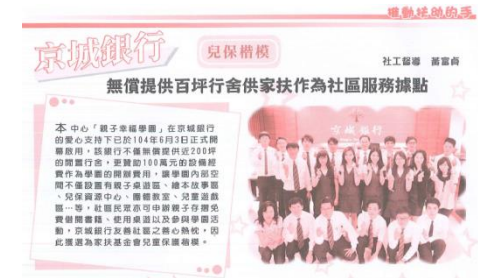 推動扶助的手
京城銀行
兒保楷模
社工督導 蕭富貞
無償提供百坪行舍供家扶作為社區服務據點
本中心「親子幸福學園」在京城銀行
的愛心支持下已於104年6月3日正式開
幕啟用，該銀行不僅無償提供近200坪
的閒置行舍，更贊助100萬元的設備經
費作為學園的開辦費用，讓學園內部空
間不僅設置有親子桌遊區、繪本故事區
、兒保資源中心、團體教室、兒童遊戲
區…等，社區民眾亦可申辦親子存摺免
費借閱書籍、使用桌遊以及參與學園活
動，京城銀行友善社區之善心熱忱，因
此獲選為家扶基金會兒童保護楷模。
京城銀行